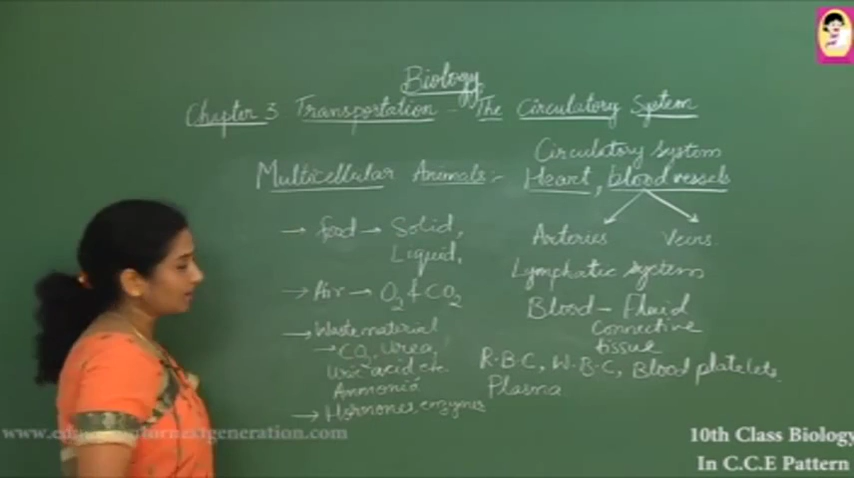 Biology
Chapter 3 Transportation - The Circulatory System
Multicellular Animals:-
→ food → Solid,
Liquid,
→ Air → O2 & CO2
→ Waste material
→ CO2, Urea,
Uric acid etc.
Ammonia
→ Hormones, enzymes
Circulatory system
Heart, blood vessels
Arteries Veins
Lymphatic system
Blood - Fluid
connective
tissue
R.B.C, W.B.C, Blood platelets.
Plasma
10th Class Biology
In C.C.E Pattern